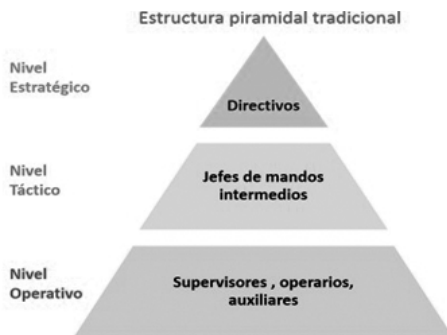 Estructura piramidal tradicional
Nivel
Estratégico
Directivos
Nivel
Táctico
Jefes de mandos
intermedios
Nivel
Operativo
Supervisores , operarios,
auxiliares